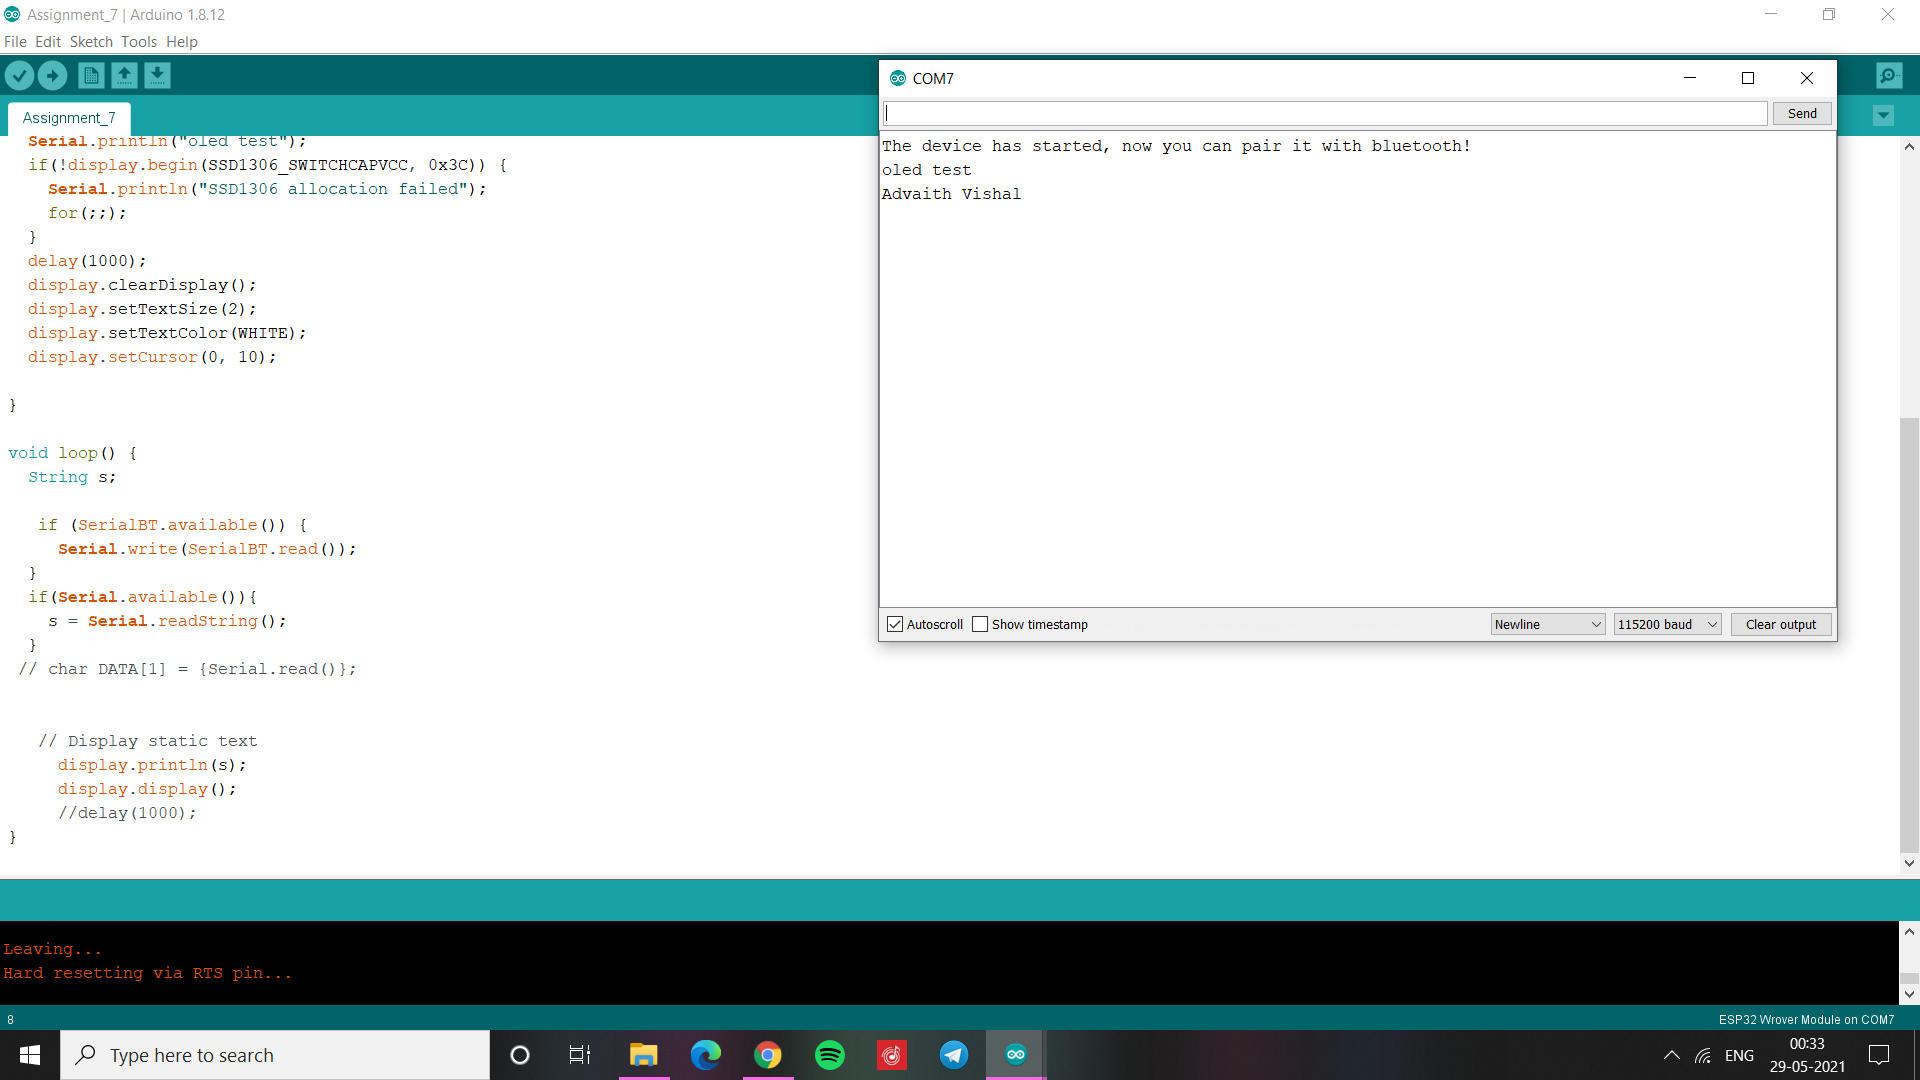 Assignment_7 | Arduino 1.8.12
File Edit Sketch Tools Help
Assignment_7
Serial.println("oled test");
if(!display.begin(SSD1306_SWITCHCAPVCC, 0x3C)) {
Serial.println("SSD1306 allocation failed");
for(;;);
}
delay(1000);
display.clearDisplay();
display.setTextSize(2);
display.setTextColor(WHITE);
display.setCursor(0, 10);
}
void loop() {
String s;
if (SerialBT.available()) {
Serial.write(SerialBT.read());
}
if(Serial.available()){
s = Serial.readString();
}
// char DATA[1] = {Serial.read()};
// Display static text
display.println(s);
display.display();
//delay(1000);
}
COM7
Send
The device has started, now you can pair it with bluetooth!
oled test
Advaith Vishal
Autoscroll Show timestamp Newline 115200 baud Clear output
Leaving...
Hard resetting via RTS pin...
8 ESP32 Wrover Module on COM7
Type here to search
ENG
00:33
29-05-2021